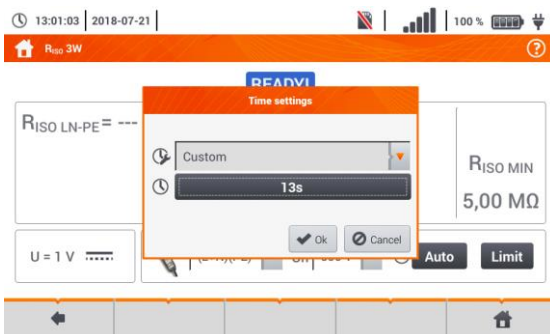 13:01:03 2018-07-21 100 %
RISO 3W ?
READY!
Time settings
RISO LN-PE = ---
Custom
13s
RISO MIN
5,00 MΩ
Ok Cancel
U = 1 V Auto Limit